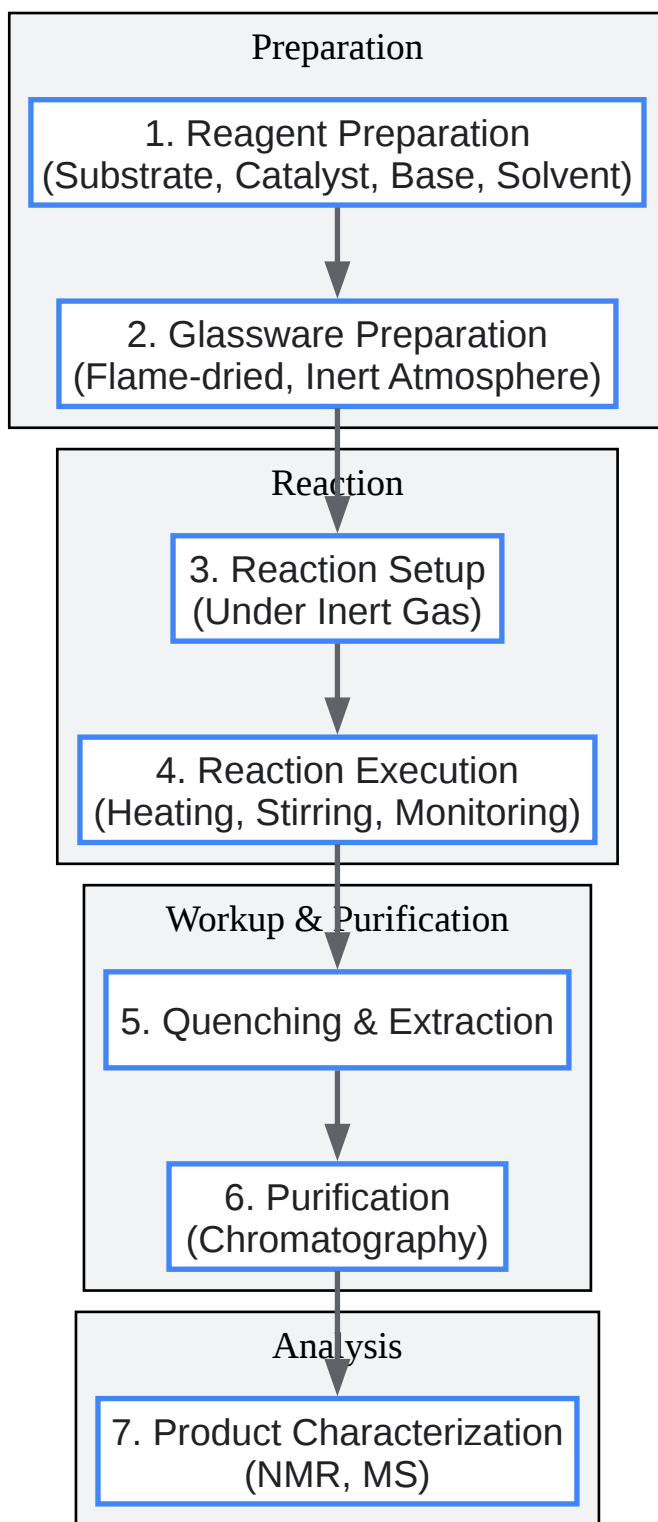 Preparation
1. Reagent Preparation
(Substrate, Catalyst, Base, Solvent)
2. Glassware Preparation
(Flame-dried, Inert Atmosphere)
Reaction
3. Reaction Setup
(Under Inert Gas)
4. Reaction Execution
(Heating, Stirring, Monitoring)
Workup & Purification
5. Quenching & Extraction
6. Purification
(Chromatography)
Analysis
7. Product Characterization
(NMR, MS)